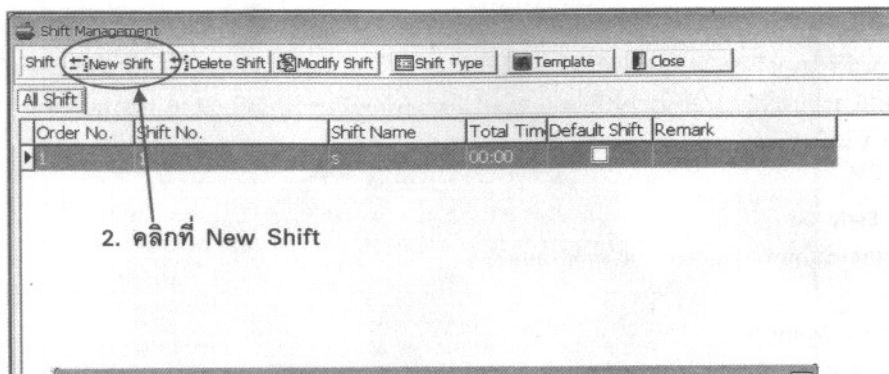 Shift Management
Shift New Shift Delete Shift Modify Shift Shift Type Template Close
All Shift
Order No. Shift No. Shift Name Total Tim Default Shift Remark
1 1 s 00:00
2. คลิกที่ New Shift